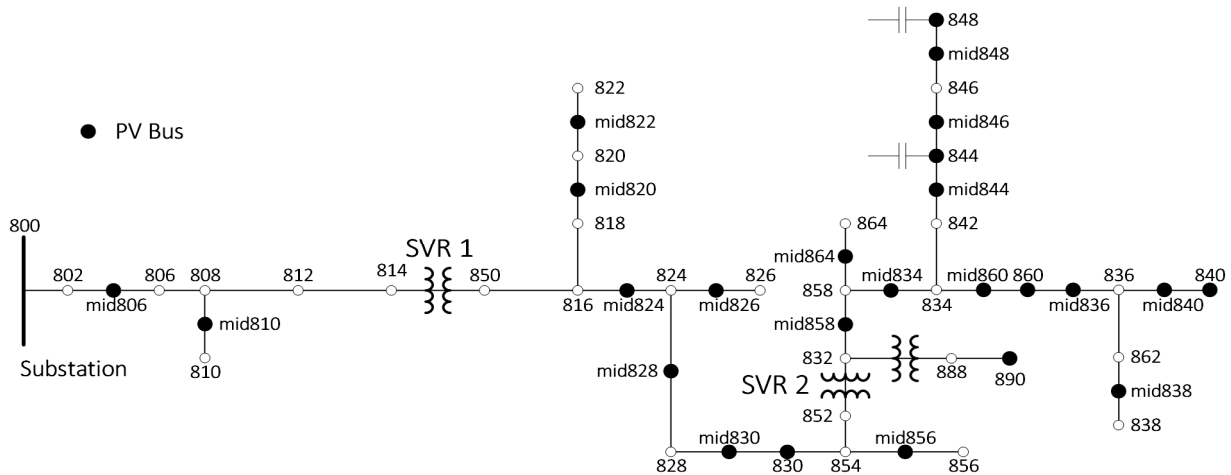 848
mid848
822
846
PV Bus
mid822
mid846
820
844
mid820
mid844
800
818
864
842
SVR 1
mid864
802
806
808
812
814
850
824
826
mid834
mid860
860
836
840
mid806
816
mid824
mid826
858
834
mid836
mid840
mid810
mid858
Substation
810
mid828
832
888
890
862
SVR 2
mid838
852
838
mid830
mid856
828
830
854
856